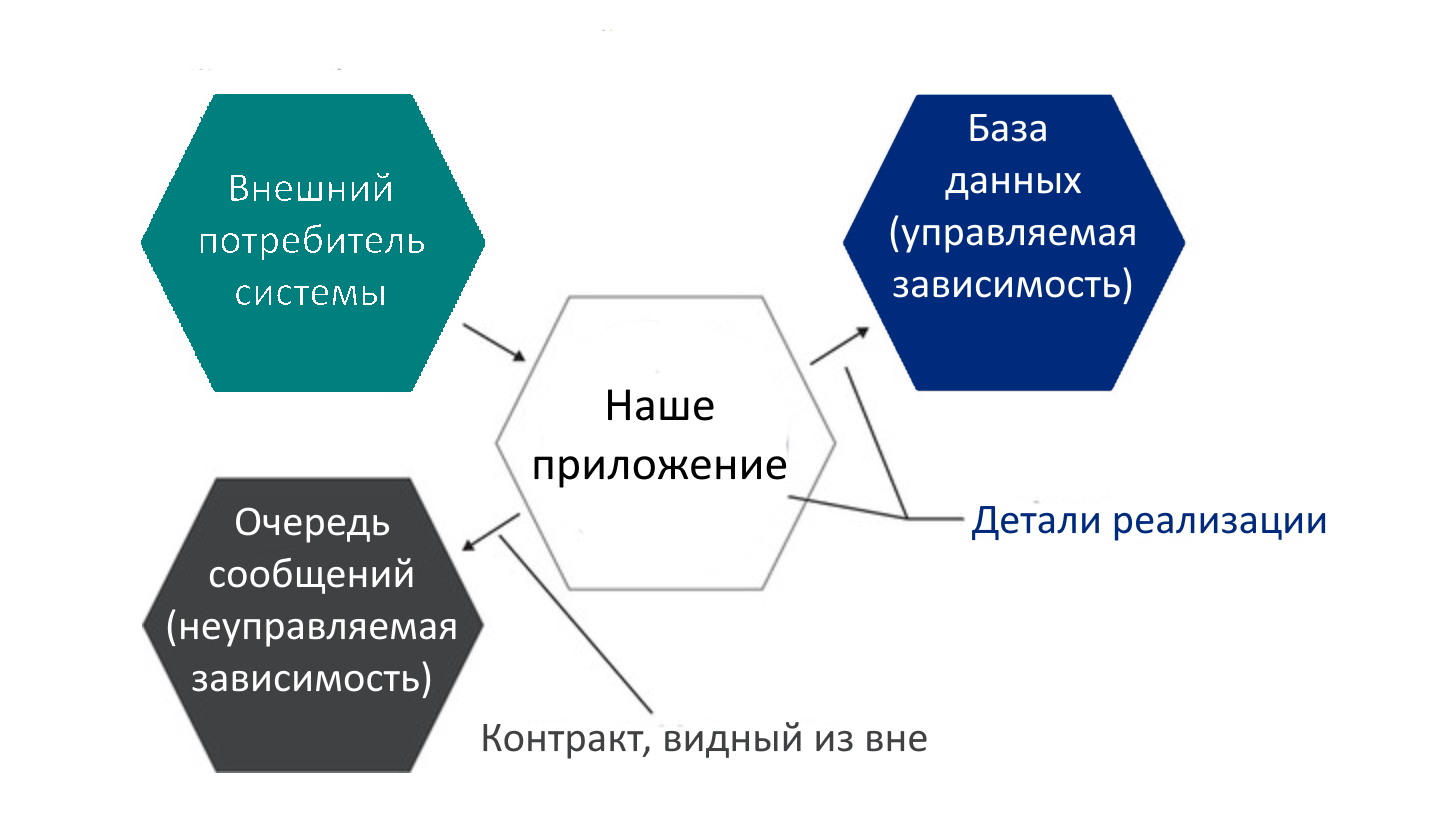 Внешний
потребитель
системы
База
данных
(управляемая
зависимость)
Наше
приложение
Очередь
сообщений
(неуправляемая
зависимость)
Детали реализации
Контракт, видный из вне